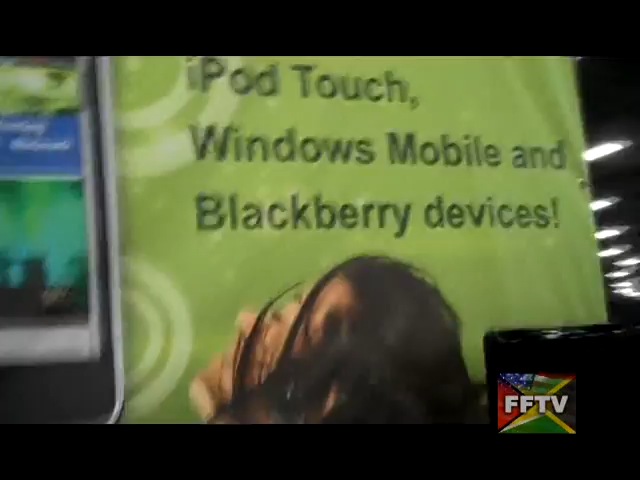 iPod Touch,
Windows Mobile and
Blackberry devices!
FFTV